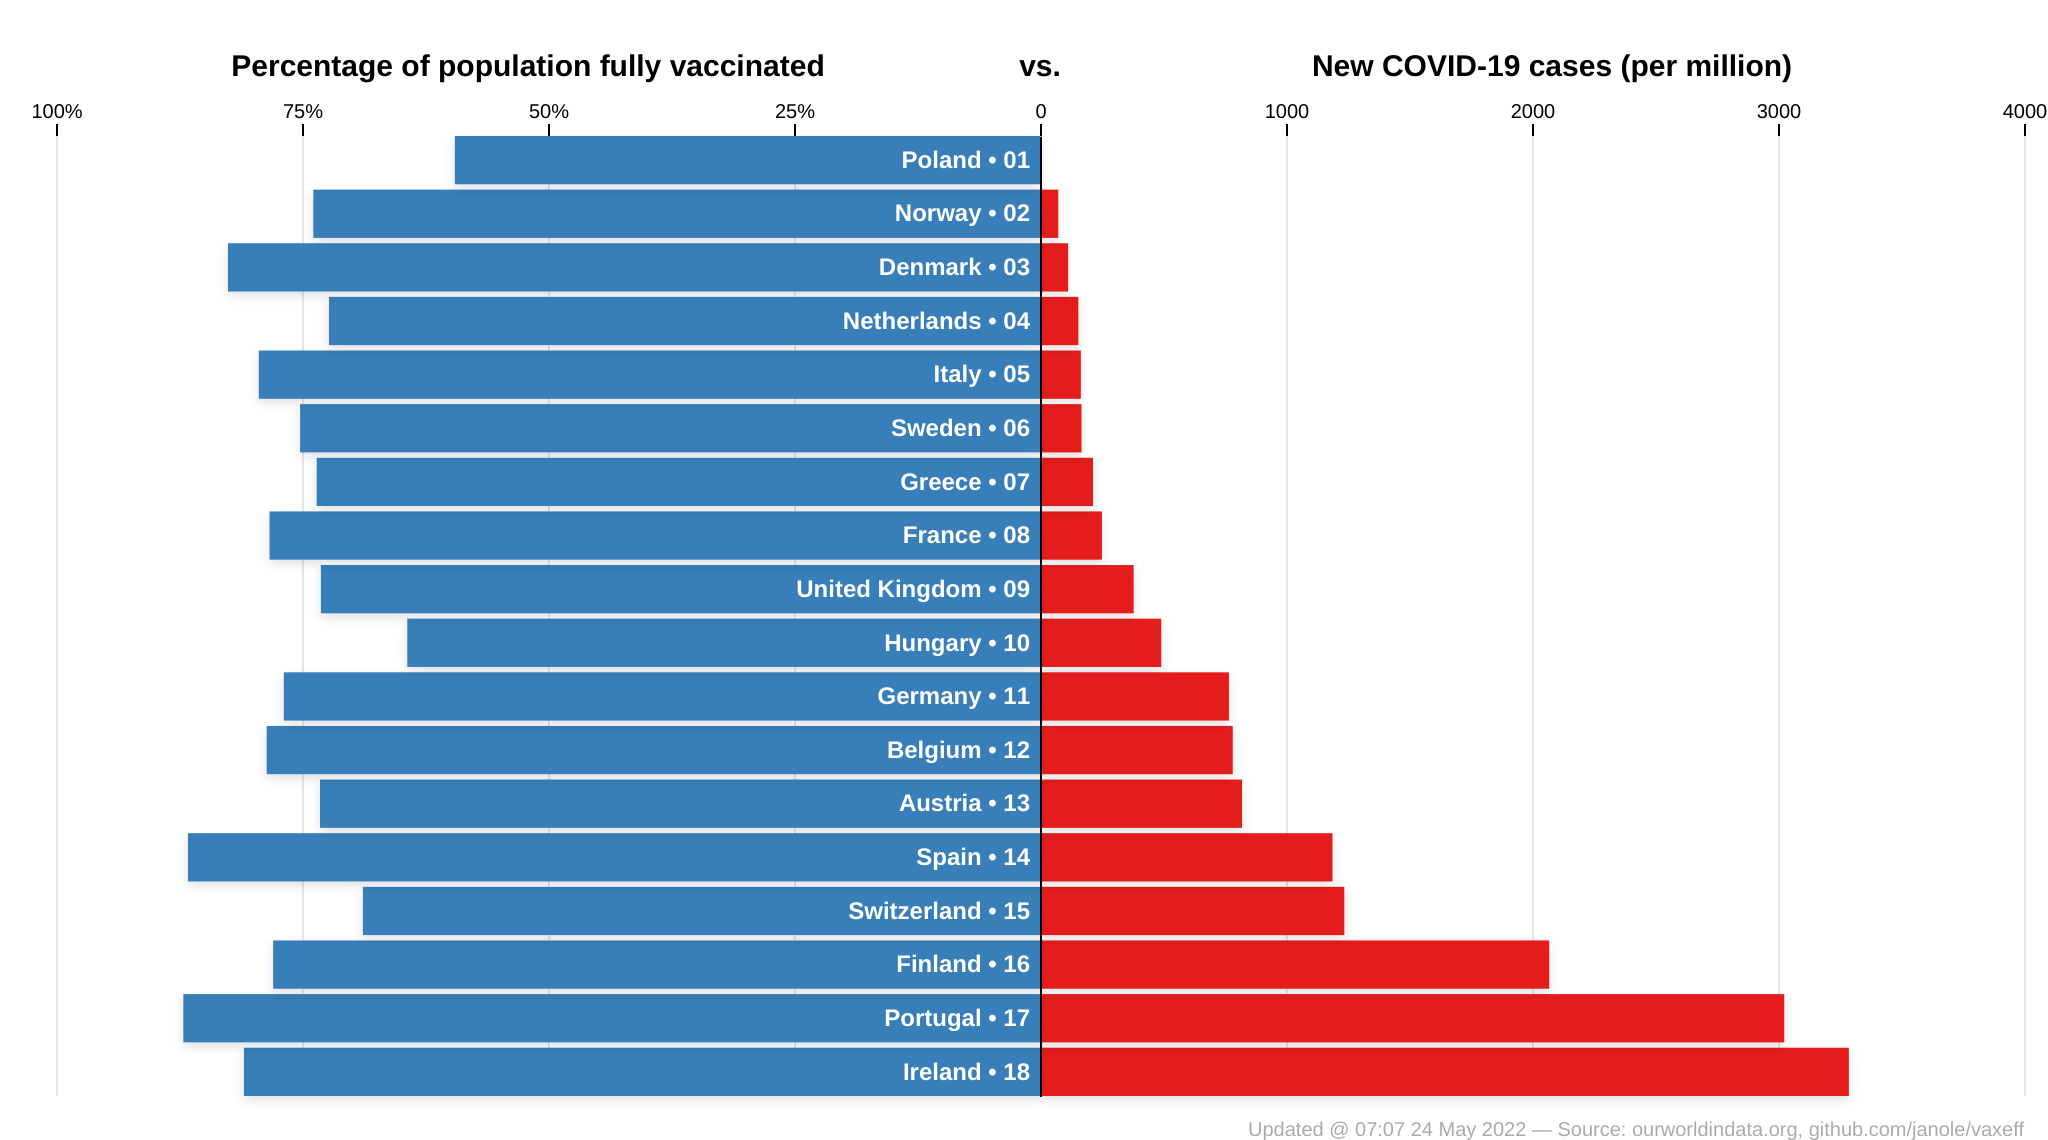 Percentage of population fully vaccinated vs. New COVID-19 cases (per million)
100% 75% 50% 25% 0 1000 2000 3000 4000
Poland • 01
Norway • 02
Denmark • 03
Netherlands • 04
Italy • 05
Sweden • 06
Greece • 07
France • 08
United Kingdom • 09
Hungary • 10
Germany • 11
Belgium • 12
Austria • 13
Spain • 14
Switzerland • 15
Finland • 16
Portugal • 17
Ireland • 18
Updated @ 07:07 24 May 2022 — Source: ourworldindata.org, github.com/janole/vaxeff